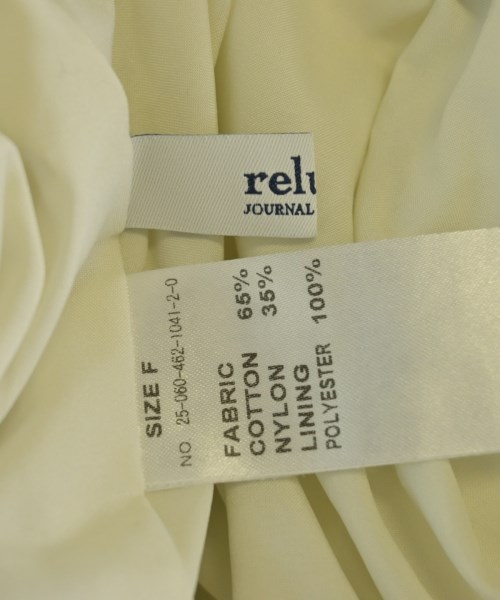 relu
JOURNAL
SIZE F
NO 25-060-462-1041-2-0
FABRIC
COTTON 65%
NYLON 35%
LINING
POLYESTER 100%